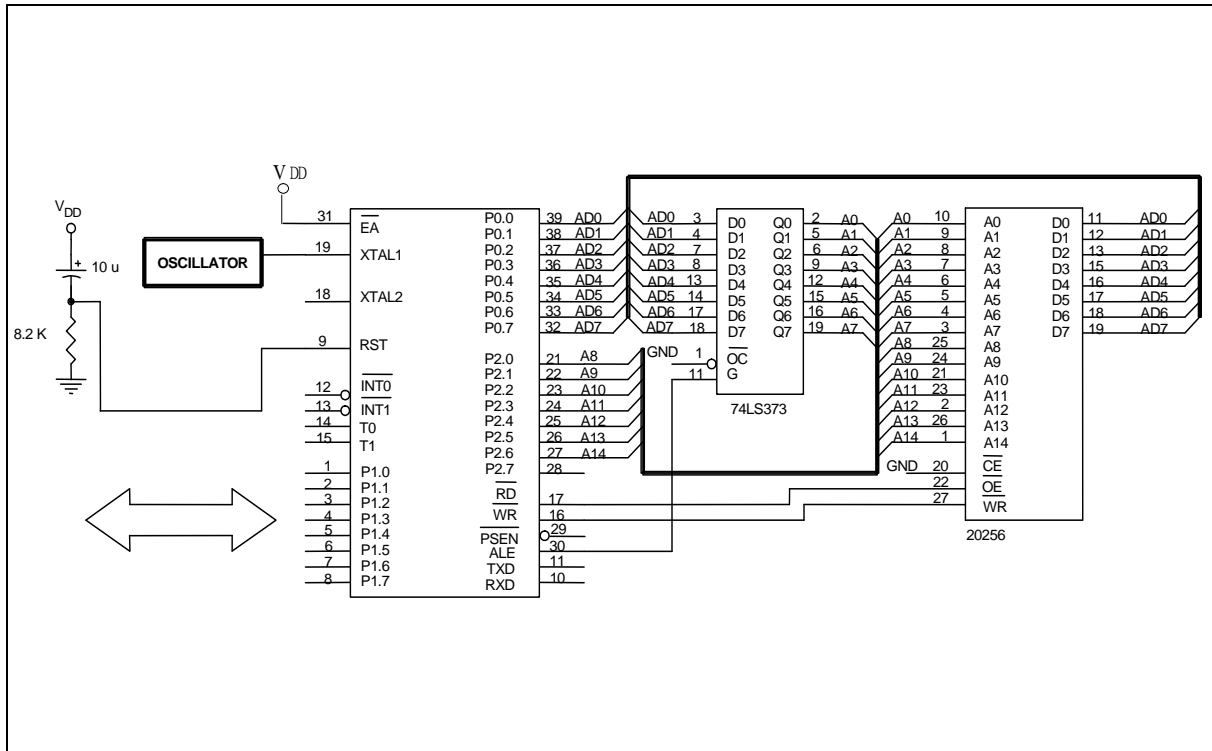 V DD
V DD
10 u
8.2 K
OSCILLATOR
31 EA
19 XTAL1
18 XTAL2
9 RST
12 INT0
13 INT1
14 T0
15 T1
1 P1.0
2 P1.1
3 P1.2
4 P1.3
5 P1.4
6 P1.5
7 P1.6
8 P1.7
P0.0 39 AD0
P0.1 38 AD1
P0.2 37 AD2
P0.3 36 AD3
P0.4 35 AD4
P0.5 34 AD5
P0.6 33 AD6
P0.7 32 AD7
P2.0 21 A8
P2.1 22 A9
P2.2 23 A10
P2.3 24 A11
P2.4 25 A12
P2.5 26 A13
P2.6 27 A14
P2.7 28
RD 17
WR 16
PSEN 29
ALE 30
TXD 11
RXD 10
AD0 3 D0 Q0 2 A0
AD1 4 D1 Q1 5 A1
AD2 7 D2 Q2 6 A2
AD3 8 D3 Q3 9 A3
AD4 13 D4 Q4 12 A4
AD5 14 D5 Q5 15 A5
AD6 17 D6 Q6 16 A6
AD7 18 D7 Q7 19 A7
GND 1 OC
11 G
74LS373
A0 10 A0 D0 11 AD0
A1 9 A1 D1 12 AD1
A2 8 A2 D2 13 AD2
A3 7 A3 D3 15 AD3
A4 6 A4 D4 16 AD4
A5 5 A5 D5 17 AD5
A6 4 A6 D6 18 AD6
A7 3 A7 D7 19 AD7
A8 25 A8
A9 24 A9
A10 21 A10
A11 23 A11
A12 2 A12
A13 26 A13
A14 1 A14
GND 20 CE
22 OE
27 WR
20256